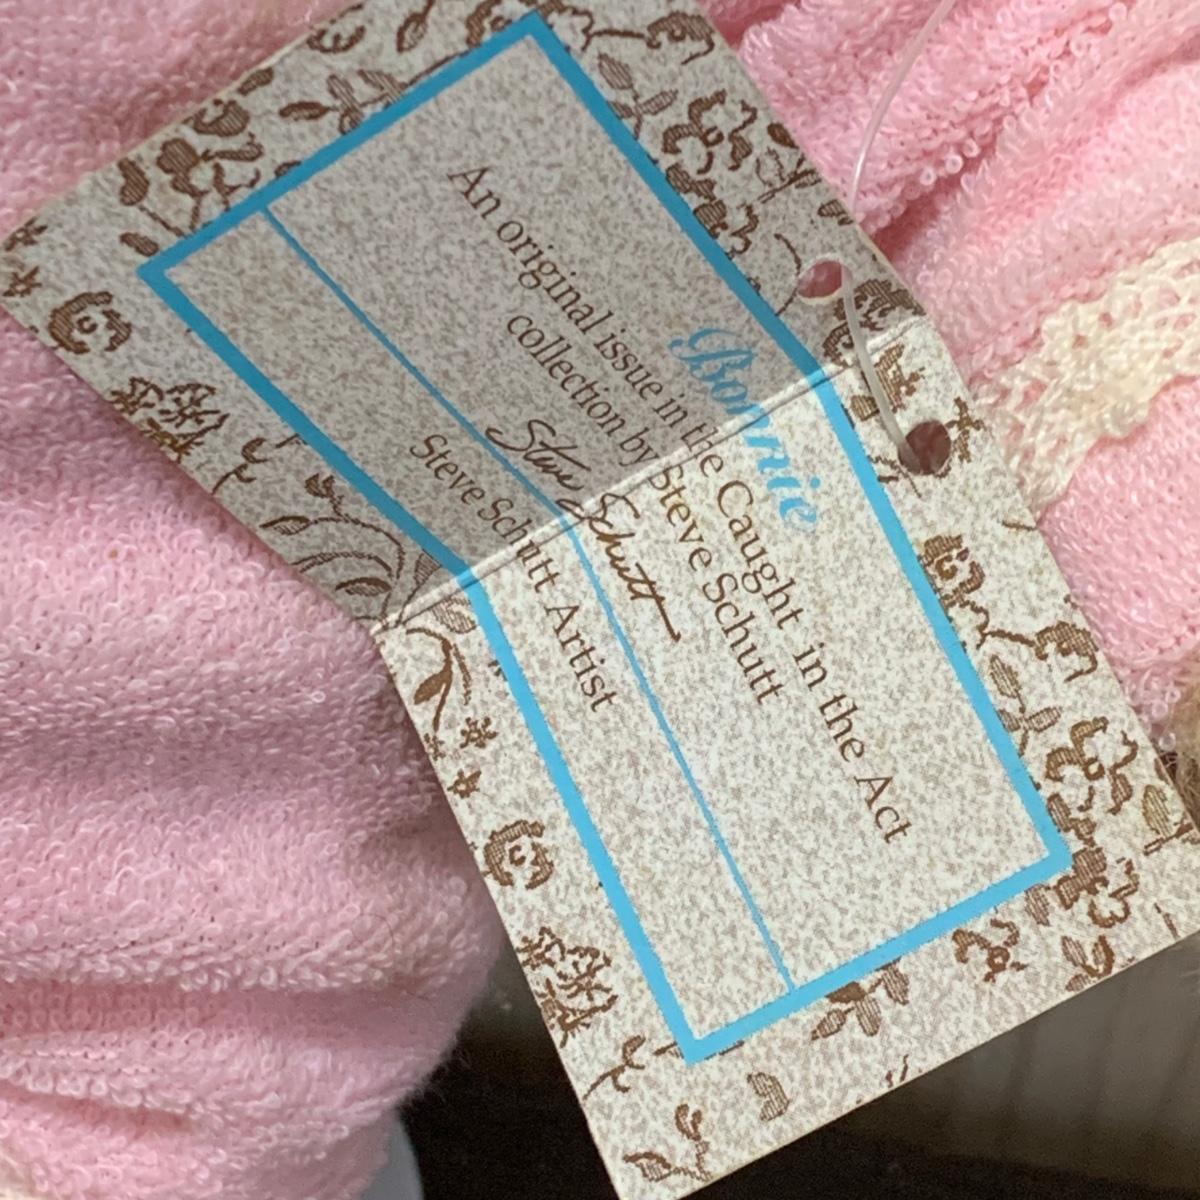 Bonnie
An original issue in the Caught in the Act
collection by Steve Schutt
Steve Schutt
Steve Schutt Artist